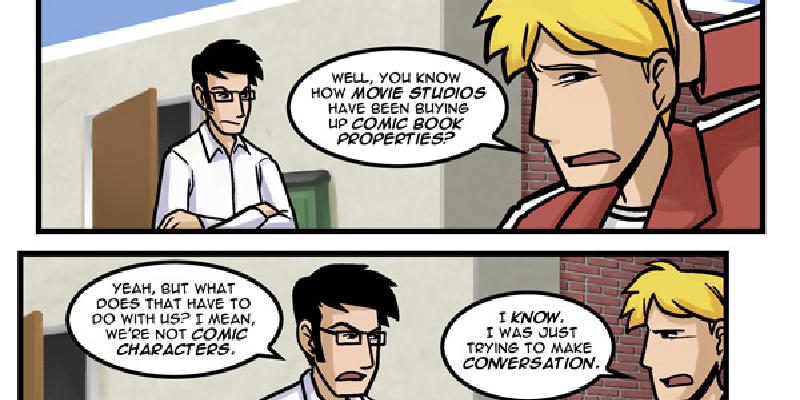 WELL, YOU KNOW
HOW MOVIE STUDIOS
HAVE BEEN BUYING
UP COMIC BOOK
PROPERTIES?
YEAH, BUT WHAT
DOES THAT HAVE TO
DO WITH US? I MEAN,
WE'RE NOT COMIC
CHARACTERS.
I KNOW.
I WAS JUST
TRYING TO MAKE
CONVERSATION.